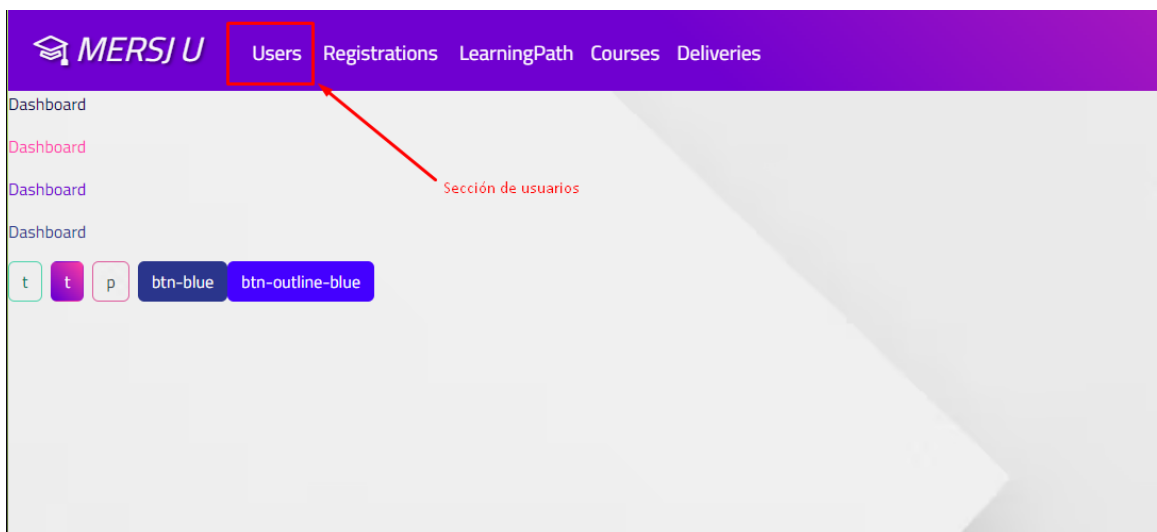 MERSJ U Users Registrations LearningPath Courses Deliveries
Dashboard
Dashboard
Sección de usuarios
Dashboard
Dashboard
t t p btn-blue btn-outline-blue